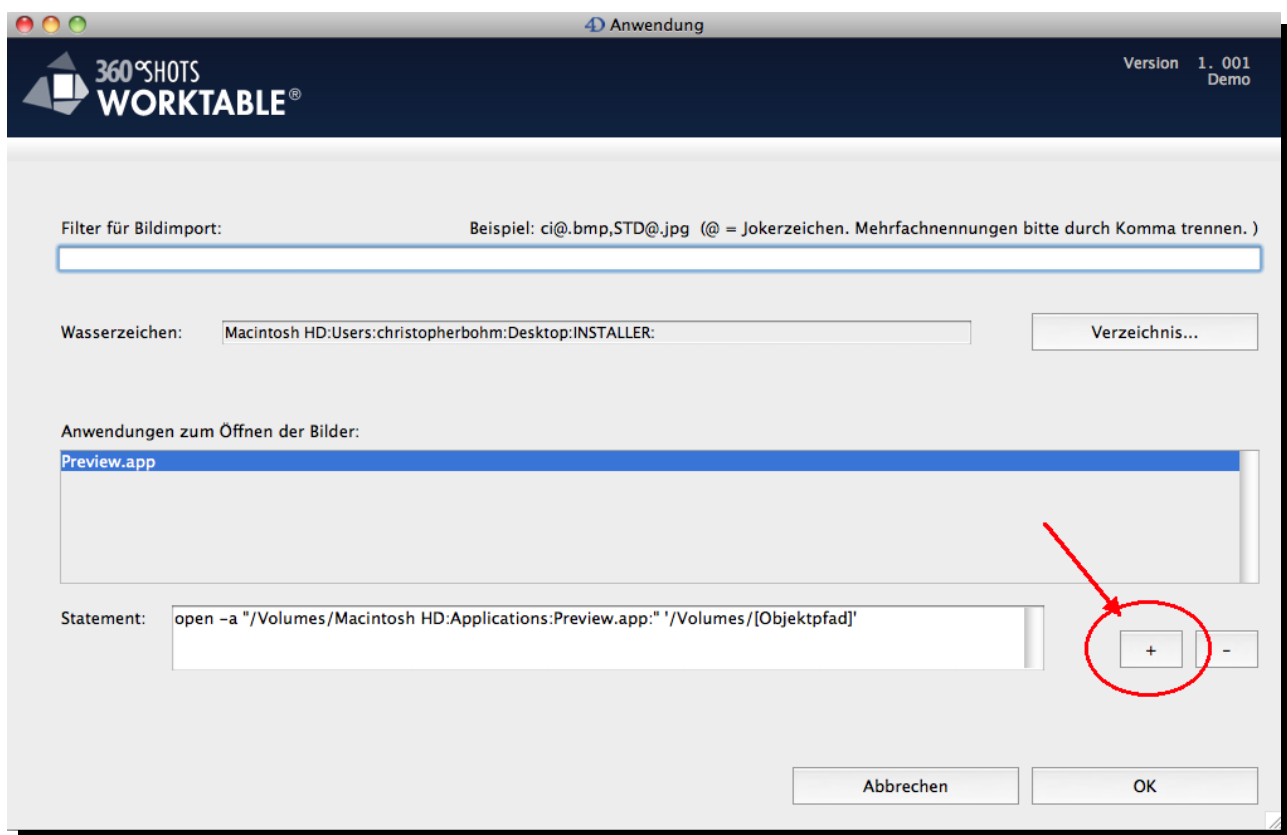 4D Anwendung
360° SHOTS
WORKTABLE®
Version 1. 001
Demo
Filter für Bildimport: Beispiel: ci@.bmp,STD@.jpg (@ = Jokerzeichen. Mehrfachnennungen bitte durch Komma trennen. )
Wasserzeichen: Macintosh HD:Users:christopherbohm:Desktop:INSTALLER: Verzeichnis...
Anwendungen zum Öffnen der Bilder:
Preview.app
Statement: open -a "/Volumes/Macintosh HD:Applications:Preview.app:" '/Volumes/[Objektpfad]'
+ -
Abbrechen OK